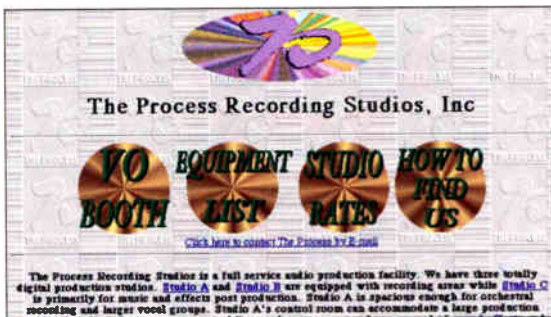 The Process Recording Studios, Inc
VO EQUIPMENT STUDIO HOW TO
BOOTH LIST RATES FIND
US
Click here to contact The Process by E-mail
The Process Recording Studios is a full service audio production facility. We have three totally
digital production studios. Studio A and Studio B are equipped with recording areas while Studio C
is primarily for music and effects post production. Studio A is spacious enough for orchestral
recording and larger vocal groups. Studio A's control room can accommodate a large production